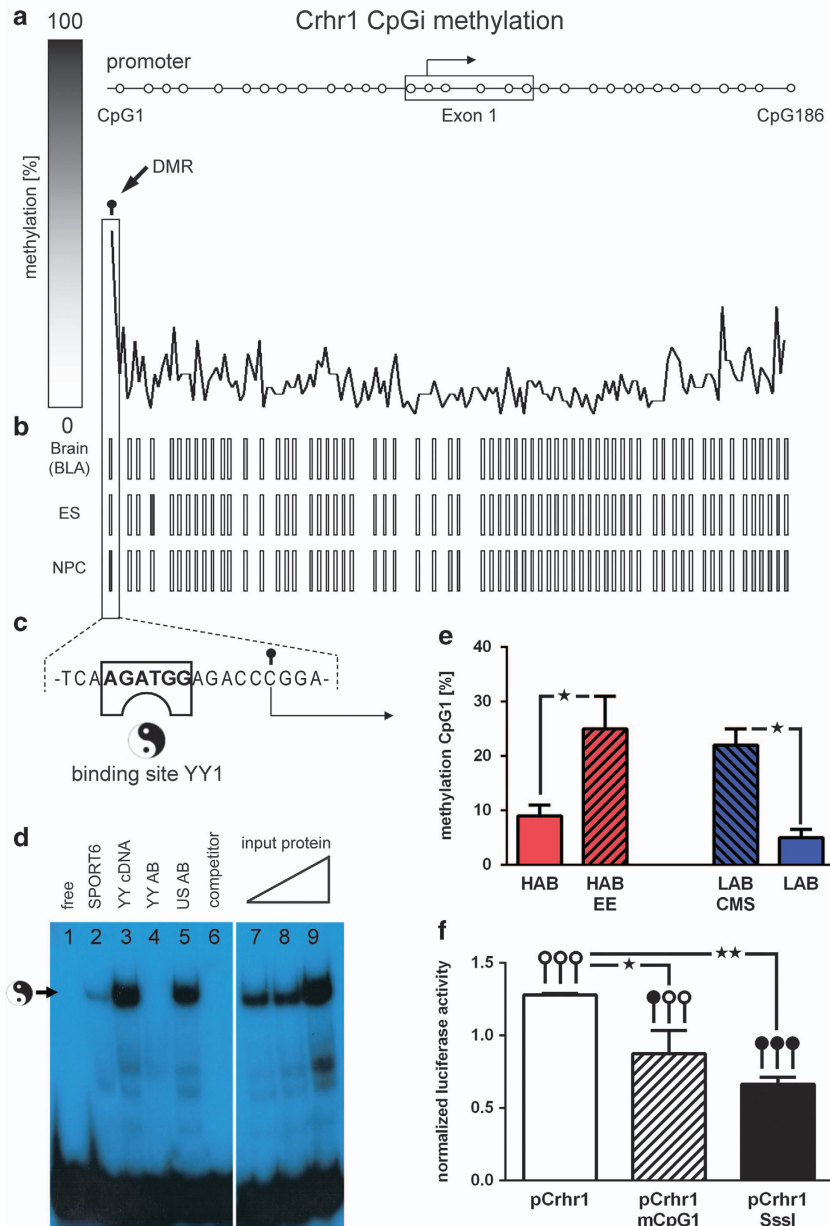 a
100
Crhr1 CpGi methylation
promoter
CpG1
Exon 1
CpG186
DMR
methylation [%]
0
b
Brain
(BLA)
ES
NPC
c
-TCAAGATGGAGACCCGGA-
binding site YY1
d
free
SPORT6
YY cDNA
YY AB
US AB
competitor
input protein
1 2 3 4 5 6 7 8 9
e
methylation CpG1 [%]
40
30
20
10
0
HAB
HAB
EE
LAB
CMS
LAB
f
normalized luciferase activity
1.5
1.0
0.5
0.0
pCrhr1
pCrhr1
mCpG1
pCrhr1
SssI